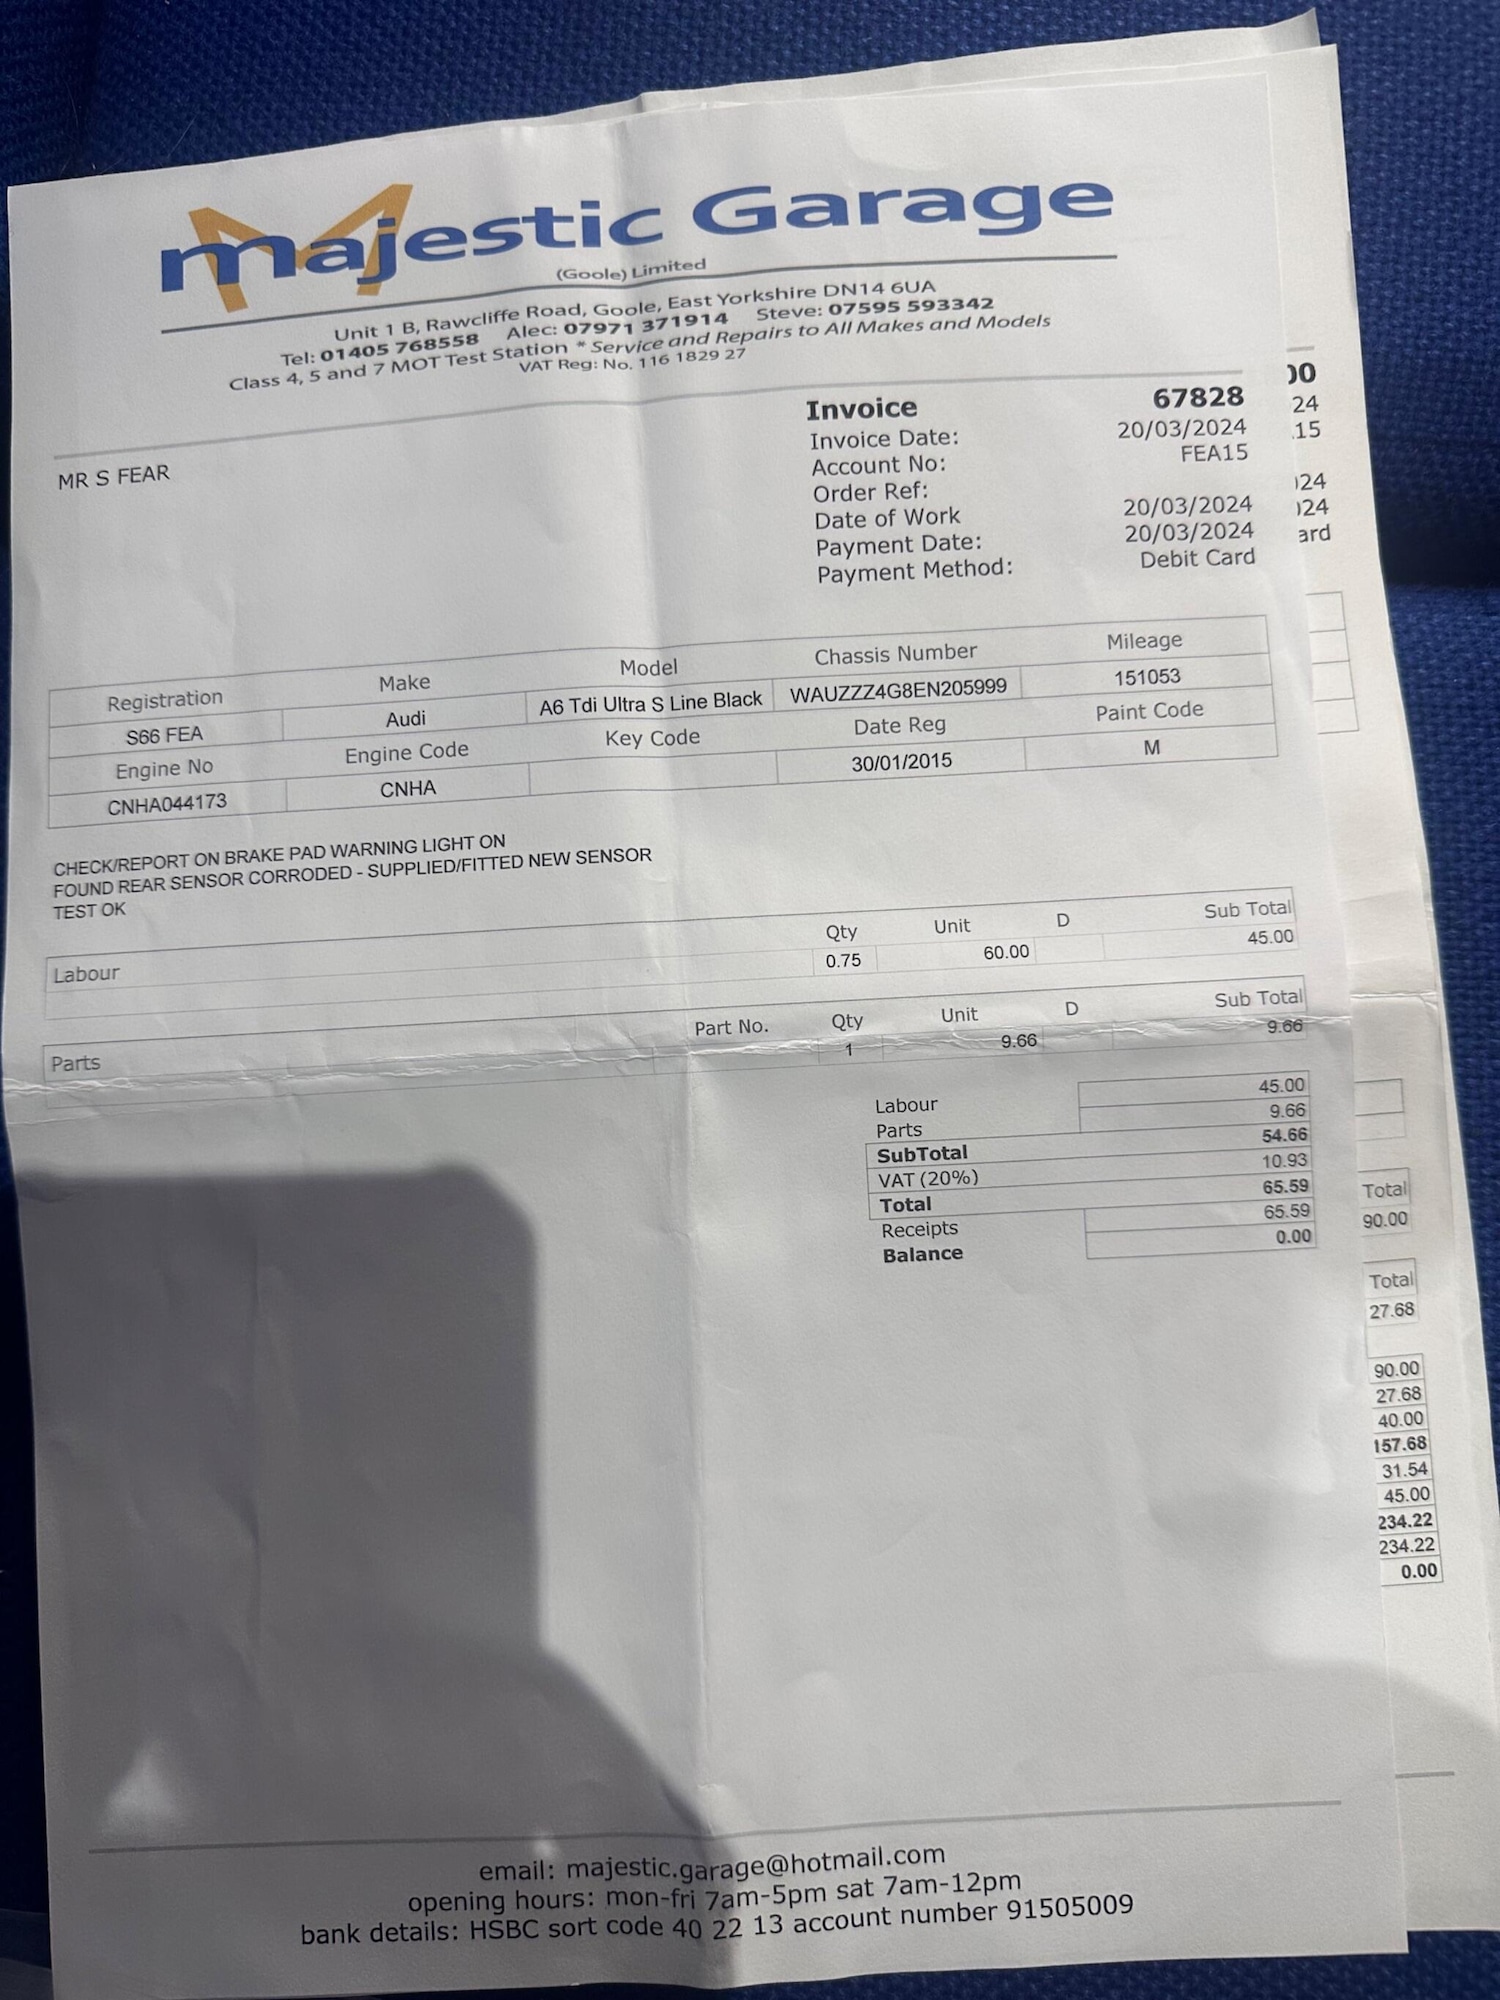 majestic Garage
(Goole) Limited
Unit 1 B, Rawcliffe Road, Goole, East Yorkshire DN14 6UA
Tel: 01405 768558 Alec: 07971 371914 Steve: 07595 593342
Class 4, 5 and 7 MOT Test Station * Service and Repairs to All Makes and Models
VAT Reg: No. 116 1829 27
Invoice 67828
Invoice Date: 20/03/2024
Account No: FEA15
Order Ref:
Date of Work 20/03/2024
Payment Date: 20/03/2024
Payment Method: Debit Card
MR S FEAR
Registration Make Model Chassis Number Mileage
S66 FEA Audi A6 Tdi Ultra S Line Black WAUZZZ4G8EN205999 151053
Engine No Engine Code Key Code Date Reg Paint Code
CNHA044173 CNHA 30/01/2015 M
CHECK/REPORT ON BRAKE PAD WARNING LIGHT ON
FOUND REAR SENSOR CORRODED - SUPPLIED/FITTED NEW SENSOR
TEST OK
Labour Qty Unit D Sub Total
0.75 60.00 45.00
Parts Part No. Qty Unit D Sub Total
1 9.66 9.66
Labour 45.00
Parts 9.66
SubTotal 54.66
VAT (20%) 10.93
Total 65.59
Receipts 65.59
Balance 0.00
email: majestic.garage@hotmail.com
opening hours: mon-fri 7am-5pm sat 7am-12pm
bank details: HSBC sort code 40 22 13 account number 91505009
00
24
15
024
024
ard
Total
90.00
Total
27.68
90.00
27.68
40.00
157.68
31.54
45.00
234.22
234.22
0.00